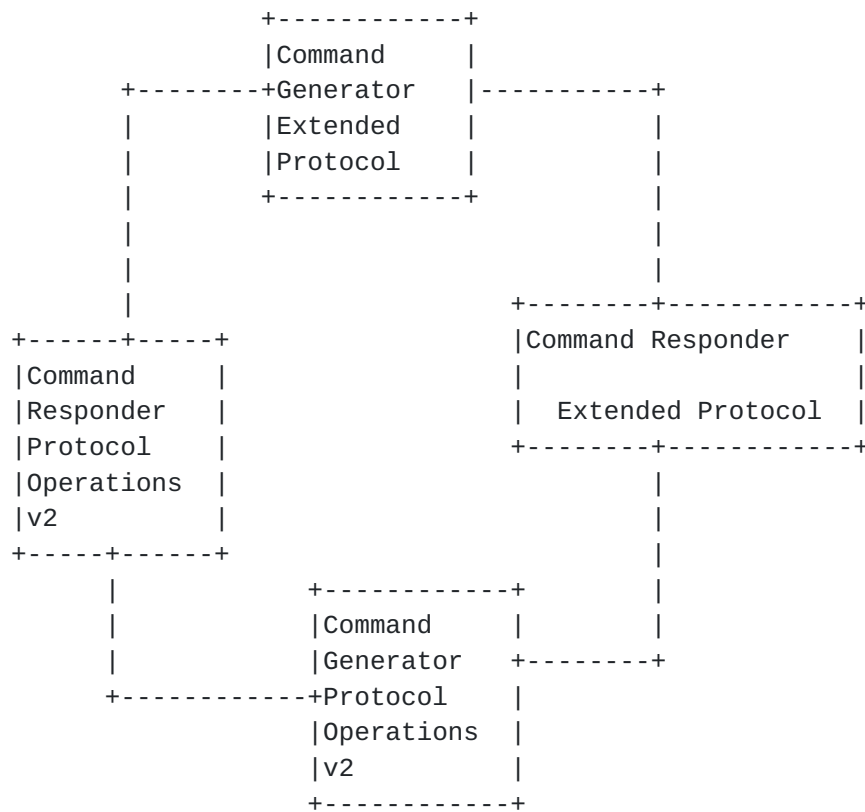 Command
Generator
Extended
Protocol
Command Responder
Extended Protocol
Command
Responder
Protocol
Operations
v2
Command
Generator
Protocol
Operations
v2